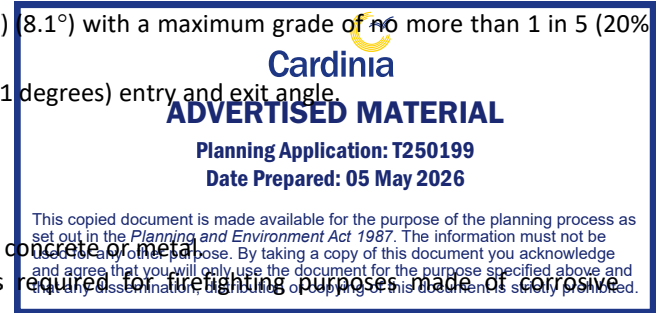 ) (8.1°) with a maximum grade of no more than 1 in 5 (20%
Cardinia
1 degrees) entry and exit angle.
ADVERTISED MATERIAL
Planning Application: T250199
Date Prepared: 05 May 2026
This copied document is made available for the purpose of the planning process as
set out in the Planning and Environment Act 1987. The information must not be
concrete or metal.
used for any other purpose. By taking a copy of this document you acknowledge
and agree that you will only use the document for the purpose specified above and
s required for firefighting purposes made of corrosive
that any dissemination, distribution or copying of this document is strictly prohibited.